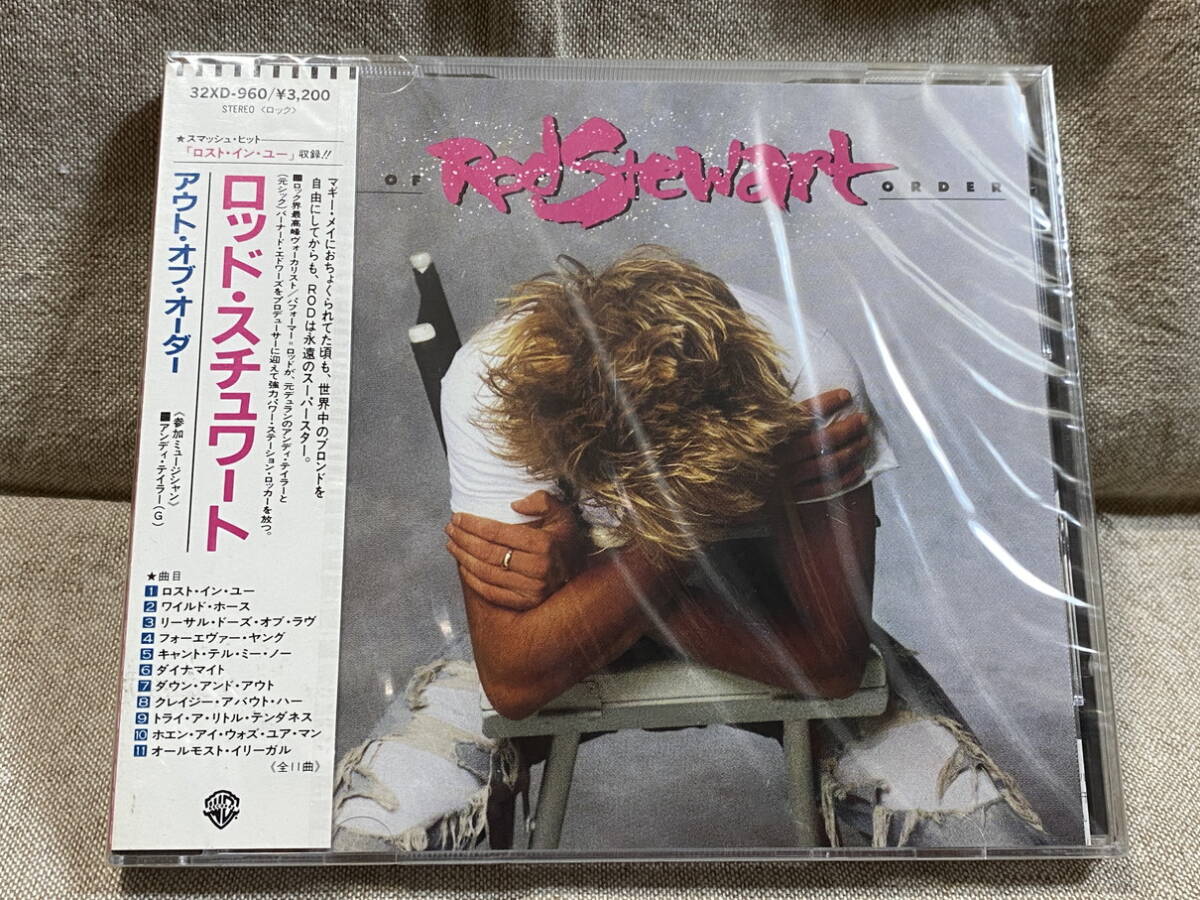 32XD-960/¥3,200
STEREO〈ロック〉
★スマッシュ・ヒット
「ロスト・イン・ユー」収録!!
ロッド・スチュワート
アウト・オブ・オーダー
マギー・メイにおちょくられてた頃も、世界中のブロンドを
自由にしてからも、RODは永遠のスーパースター。
■ロック界最高峰ヴォーカリスト/パフォーマー=ロッドが、元デュランのアンディ・テイラーと
(元シック)バーナード・エドワーズをプロデューサーに迎えて強力パワー・ステーション・ロッカーを放つ。
〈参加ミュージシャン〉
■アンディ・テイラー(G)
★曲目
1 ロスト・イン・ユー
2 ワイルド・ホース
3 リーサル・ドーズ・オブ・ラヴ
4 フォーエヴァー・ヤング
5 キャント・テル・ミー・ノー
6 ダイナマイト
7 ダウン・アンド・アウト
8 クレイジー・アバウト・ハー
9 トライ・ア・リトル・テンダネス
10 ホエン・アイ・ウォズ・ユア・マン
11 オールモスト・イリーガル
《全11曲》
OF Rod Stewart ORDER